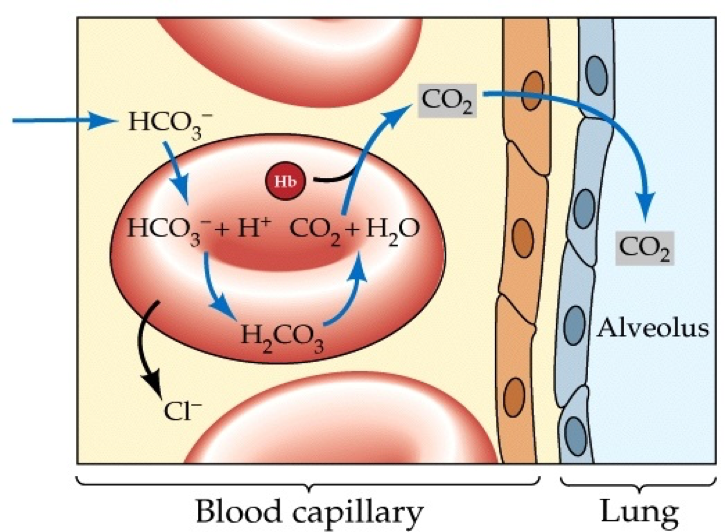 CO₂
HCO₃⁻
Hb
HCO₃⁻ + H⁺ CO₂ + H₂O
CO₂
H₂CO₃
Alveolus
Cl⁻
Blood capillary
Lung